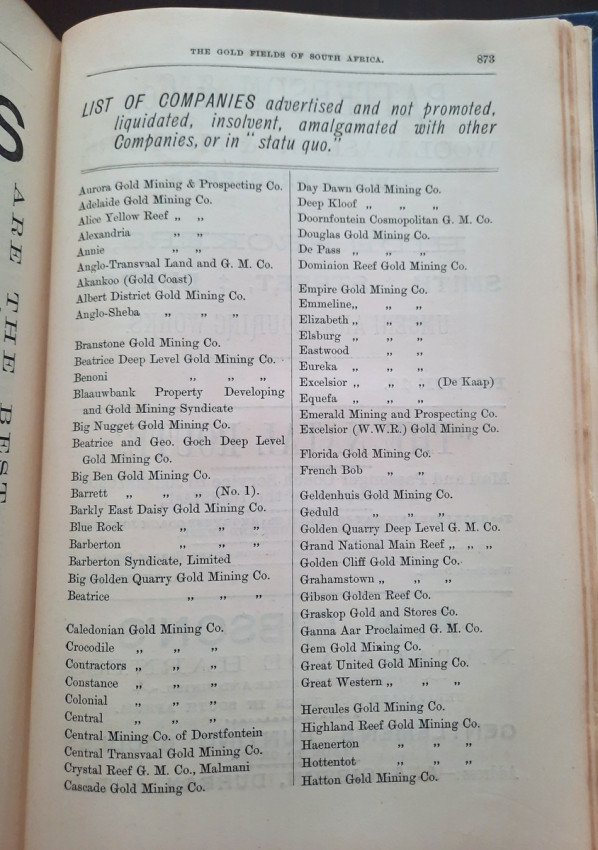 THE GOLD FIELDS OF SOUTH AFRICA. 873
LIST OF COMPANIES advertised and not promoted,
liquidated, insolvent, amalgamated with other
Companies, or in "statu quo."
Aurora Gold Mining & Prospecting Co.
Adelaide Gold Mining Co.
Alice Yellow Reef „ „
Alexandria „ „
Annie „ „
Anglo-Transvaal Land and G. M. Co.
Akankoo (Gold Coast)
Albert District Gold Mining Co.
Anglo-Sheba „ „ „
Branstone Gold Mining Co.
Beatrice Deep Level Gold Mining Co.
Benoni „ „ „
Blaauwbank Property Developing
and Gold Mining Syndicate
Big Nugget Gold Mining Co.
Beatrice and Geo. Goch Deep Level
Gold Mining Co.
Big Ben Gold Mining Co.
Barrett „ „ „ (No. 1).
Barkly East Daisy Gold Mining Co.
Blue Rock „ „ „
Barberton „ „ „
Barberton Syndicate, Limited
Big Golden Quarry Gold Mining Co.
Beatrice „ „ „
Caledonian Gold Mining Co.
Crocodile „ „ „
Contractors „ „ „
Constance „ „ „
Colonial „ „ „
Central „ „ „
Central Mining Co. of Dorstfontein
Central Transvaal Gold Mining Co.
Crystal Reef G. M. Co., Malmani
Cascade Gold Mining Co.
Day Dawn Gold Mining Co.
Deep Kloof „ „ „
Doornfontein Cosmopolitan G. M. Co.
Douglas Gold Mining Co.
De Pass „ „ „
Dominion Reef Gold Mining Co.
Empire Gold Mining Co.
Emmeline„ „ „
Elizabeth „ „ „
Elsburg „ „ „
Eastwood „ „
Eureka „ „ „
Excelsior „ „ „ (De Kaap)
Equefa „ „ „
Emerald Mining and Prospecting Co.
Excelsior (W.W.R.) Gold Mining Co.
Florida Gold Mining Co.
French Bob „ „
Geldenhuis Gold Mining Co.
Geduld „ „ „
Golden Quarry Deep Level G. M. Co.
Grand National Main Reef „ „ „
Golden Cliff Gold Mining Co.
Grahamstown „ „ „
Gibson Golden Reef Co.
Graskop Gold and Stores Co.
Ganna Aar Proclaimed G. M. Co.
Gem Gold Mining Co.
Great United Gold Mining Co.
Great Western „ „ „
Hercules Gold Mining Co.
Highland Reef Gold Mining Co.
Haenerton „ „ „
Hottentot „ „ „
Hatton Gold Mining Co.
S ARE THE BEST